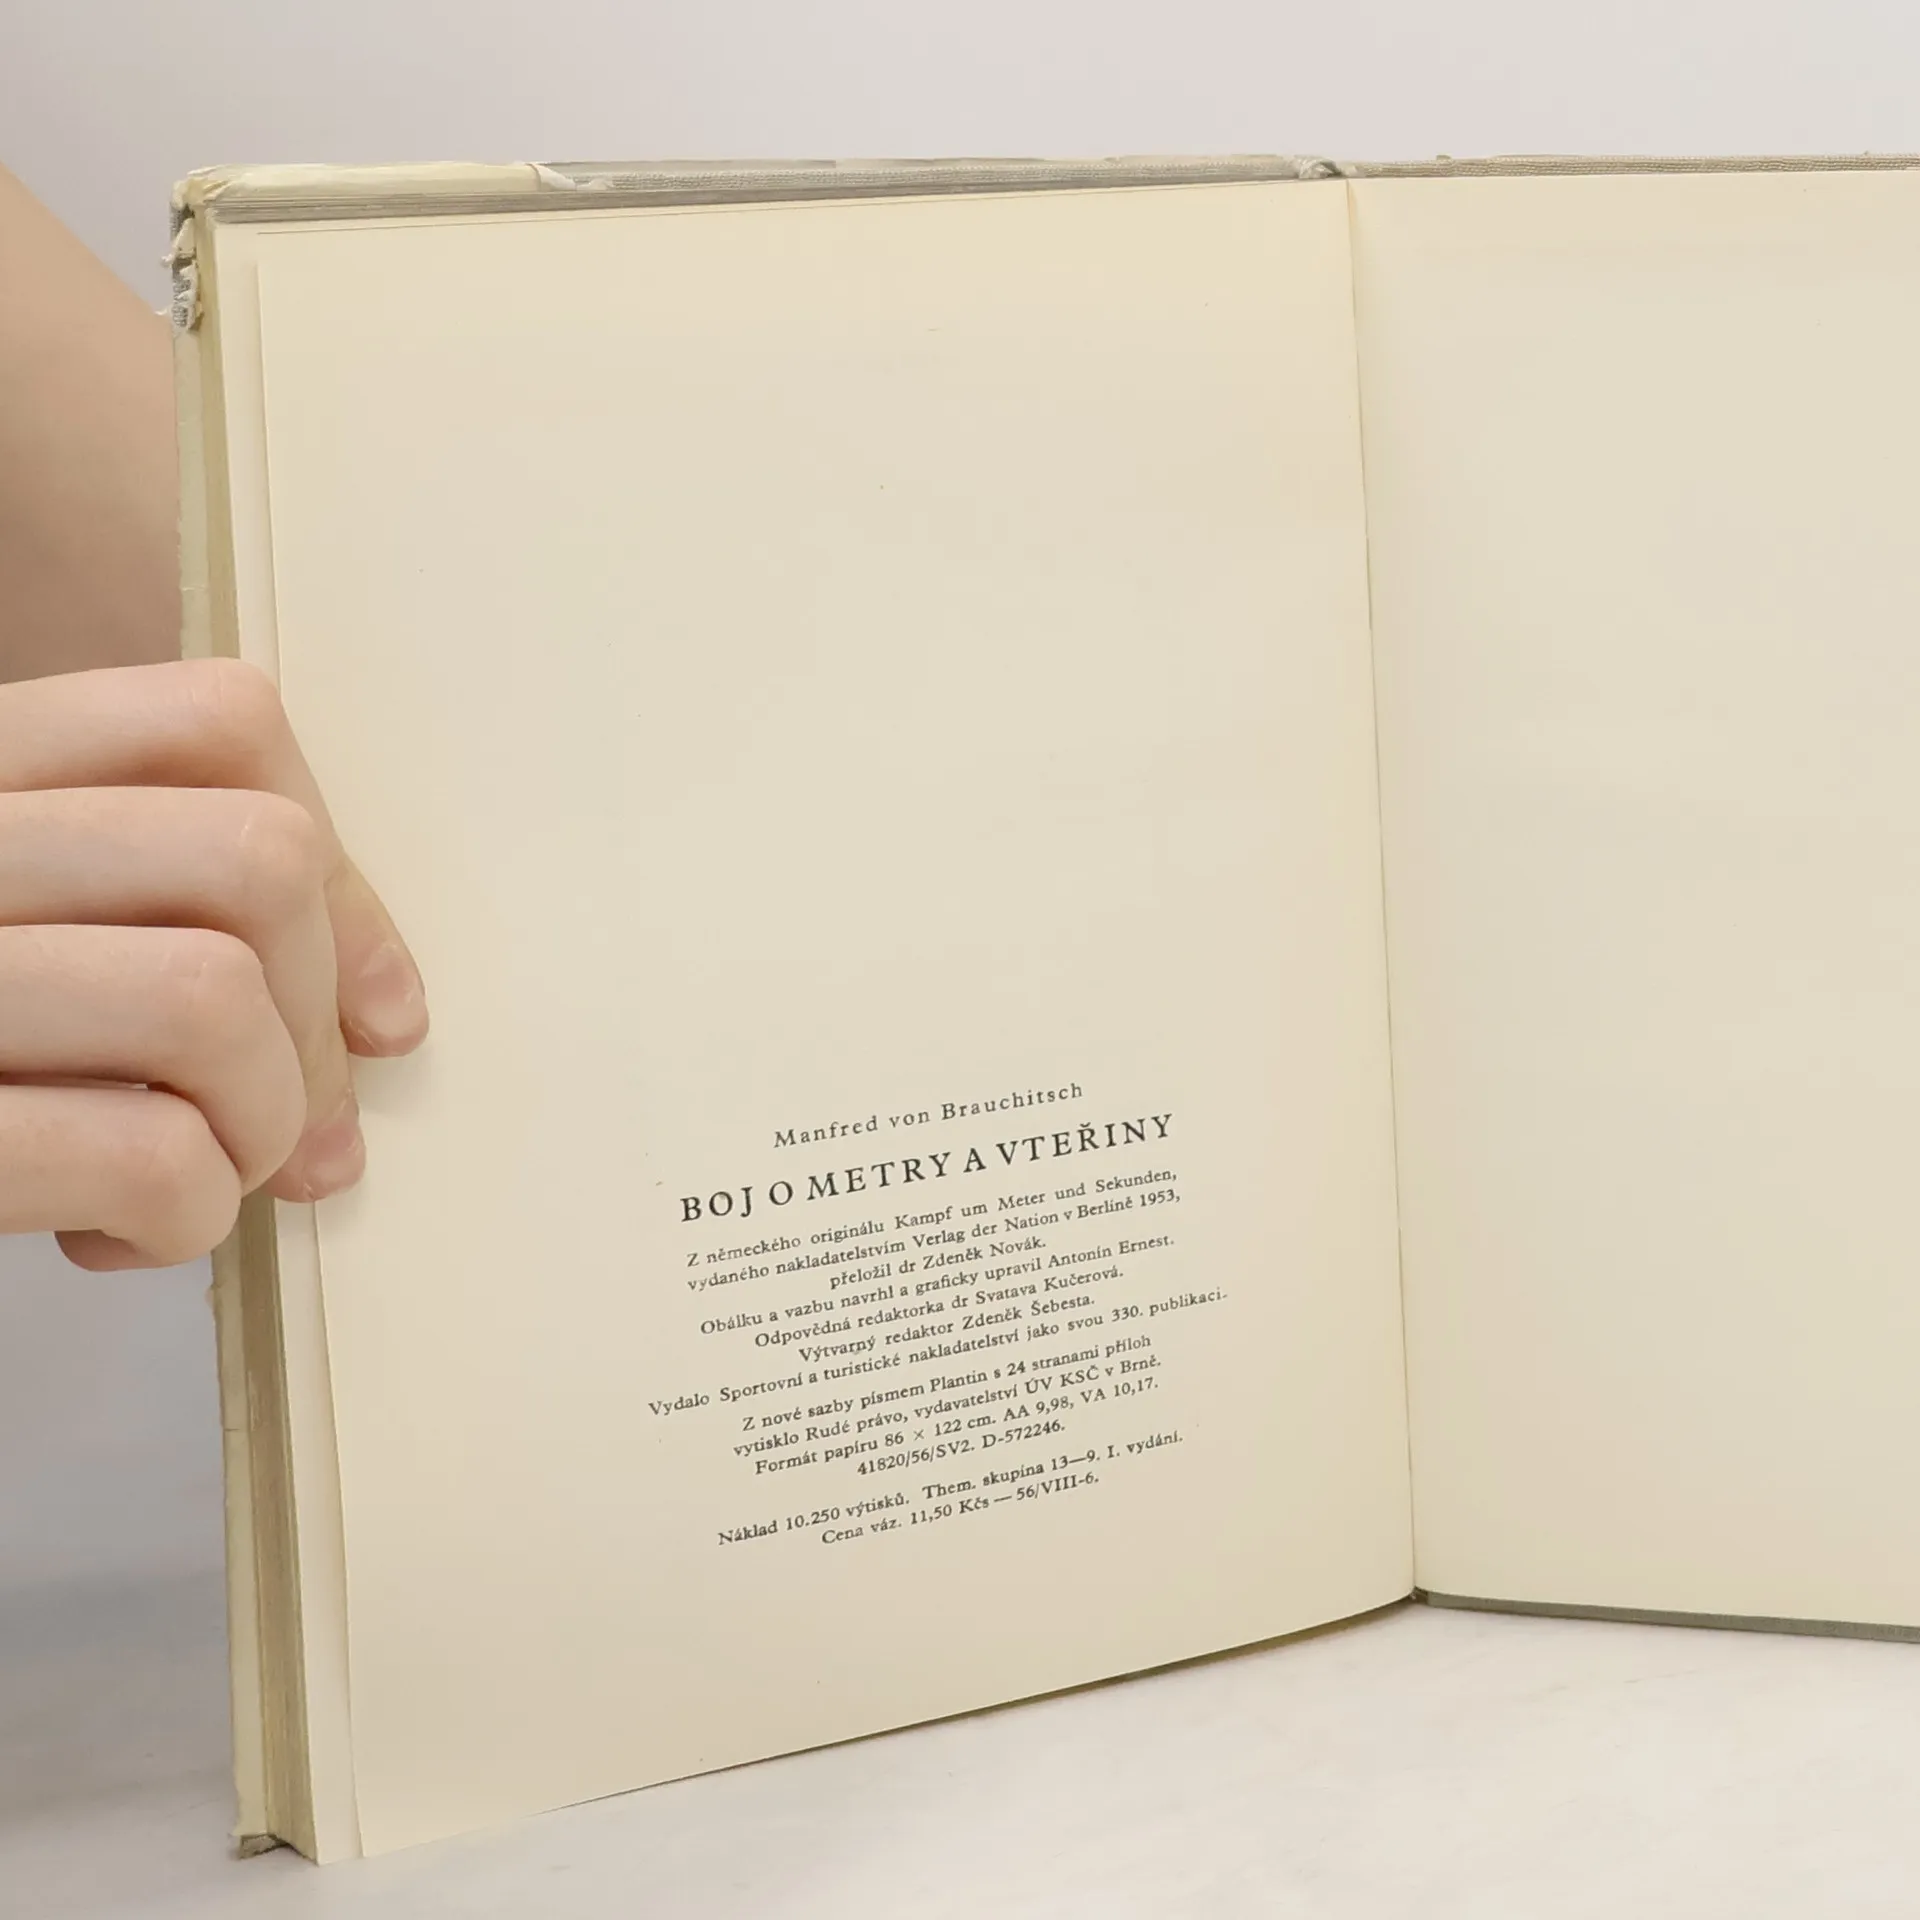 Manfred von Brauchitsch
BOJ O METRY A VTEŘINY
Z německého originálu Kampf um Meter und Sekunden,
vydaného nakladatelstvím Verlag der Nation v Berlíně 1953,
přeložil dr Zdeněk Novák.
Obálku a vazbu navrhl a graficky upravil Antonín Ernest.
Odpovědná redaktorka dr Svatava Kučerová.
Výtvarný redaktor Zdeněk Šebesta.
Vydalo Sportovní a turistické nakladatelství jako svou 330. publikaci.
Z nové sazby písmem Plantin s 24 stranami příloh
vytisklo Rudé právo, vydavatelství ÚV KSČ v Brně.
Formát papíru 86 × 122 cm. AA 9,98, VA 10,17.
41820/56/SV2. D-572246.
Náklad 10.250 výtisků. Them. skupina 13—9. I. vydání.
Cena váz. 11,50 Kčs — 56/VIII-6.